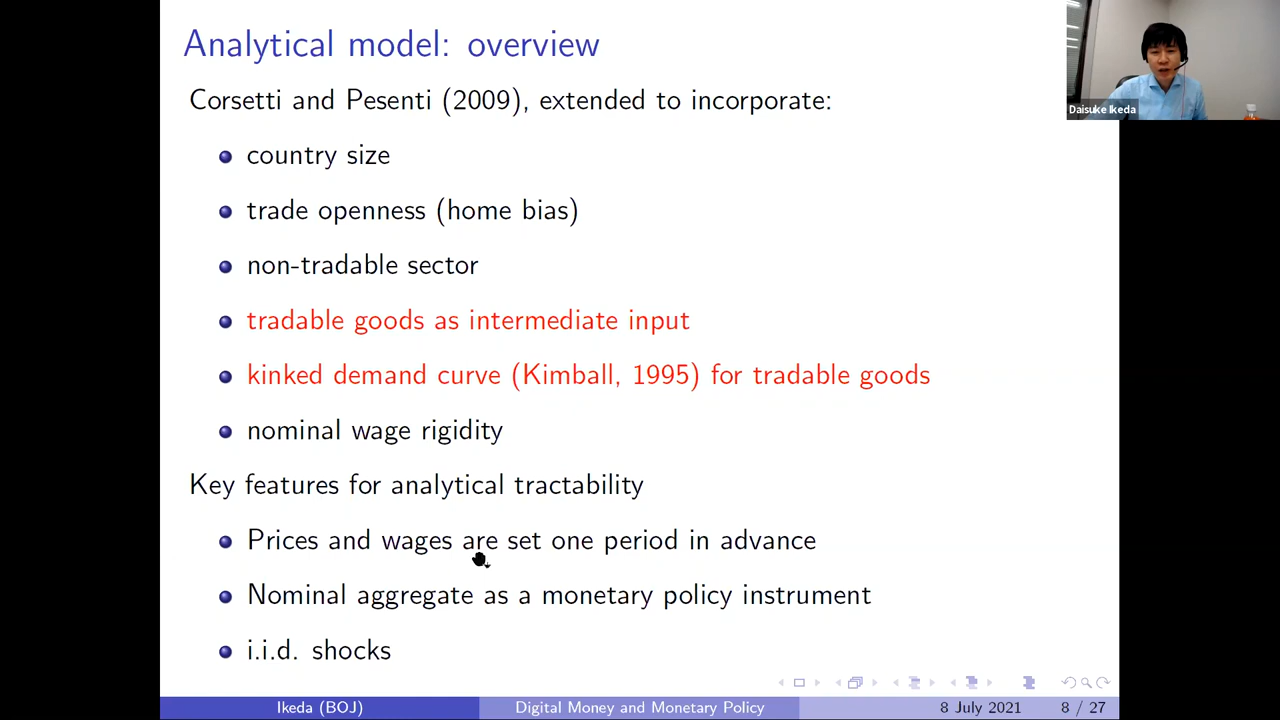 Analytical model: overview
Daisuke Ikeda
Corsetti and Pesenti (2009), extended to incorporate:
country size
trade openness (home bias)
non-tradable sector
tradable goods as intermediate input
kinked demand curve (Kimball, 1995) for tradable goods
nominal wage rigidity
Key features for analytical tractability
Prices and wages are set one period in advance
Nominal aggregate as a monetary policy instrument
i.i.d. shocks
Ikeda (BOJ)
Digital Money and Monetary Policy
8 July 2021
8 / 27